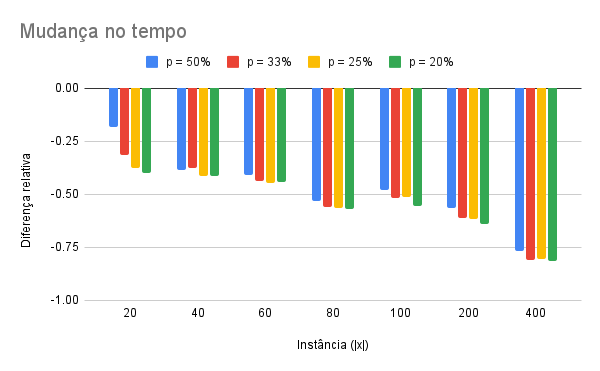 Mudança no tempo
p = 50% p = 33% p = 25% p = 20%
0.00
-0.25
-0.50
-0.75
-1.00
Diferença relativa
20 40 60 80 100 200 400
Instância (|x|)